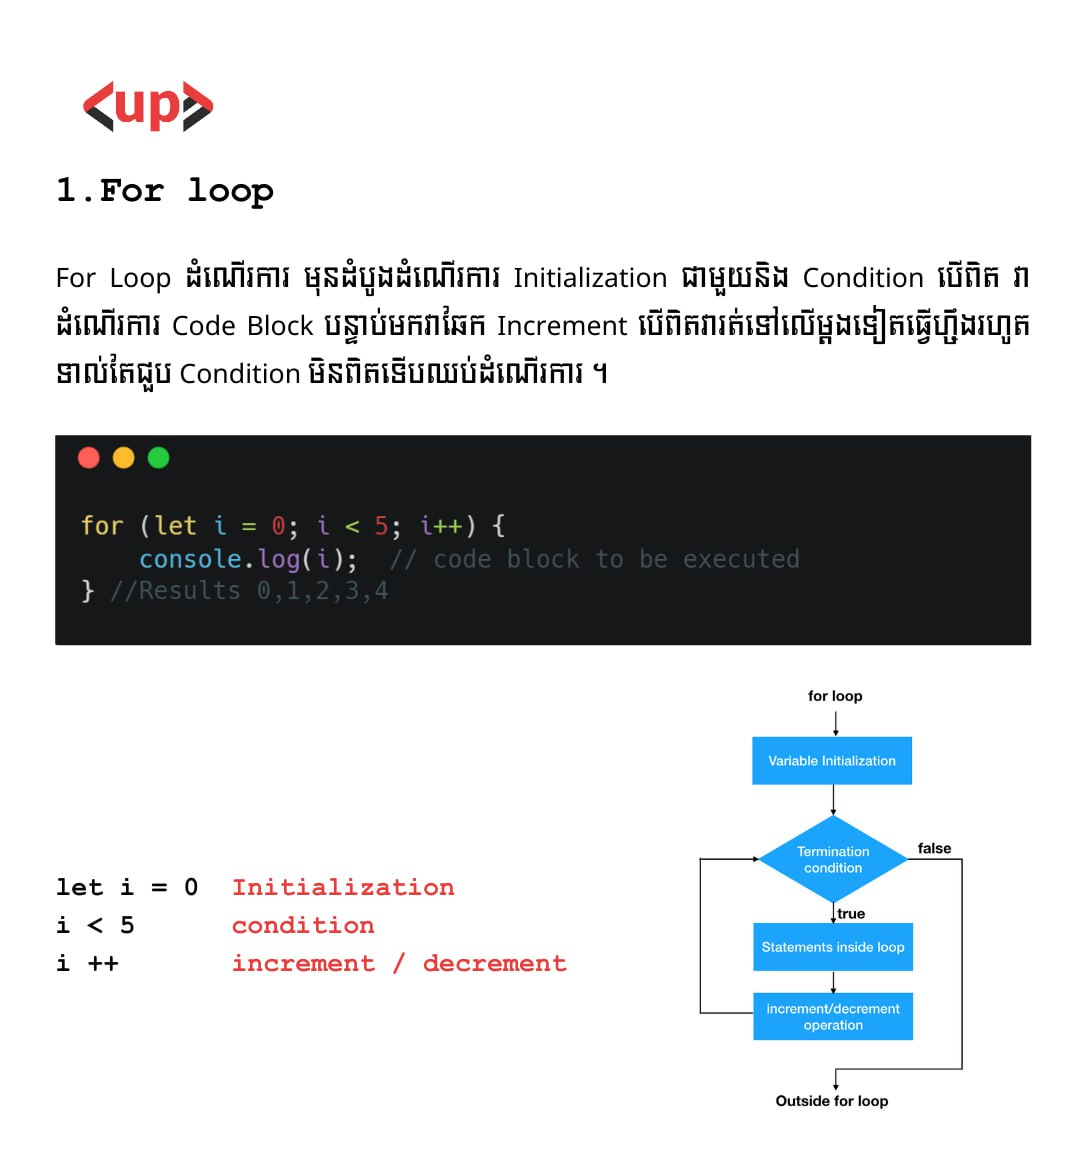 <up>
1.For loop
For Loop ដំណើរការ មុនដំបូងដំណើរការ Initialization ជាមួយនិង Condition បើពិត វា
ដំណើរការ Code Block បន្ទាប់មកវាឆែក Increment បើពិតវារត់ទៅលើម្តងទៀតធ្វើហ្នឹងរហូត
ទាល់តែជួប Condition មិនពិតទើបឈប់ដំណើរការ ។
for (let i = 0; i < 5; i++) {
    console.log(i);  // code block to be executed
} //Results 0,1,2,3,4
let i = 0  Initialization
i < 5      condition
i ++       increment / decrement
for loop
Variable Initialization
Termination
condition
false
true
Statements inside loop
increment/decrement
operation
Outside for loop